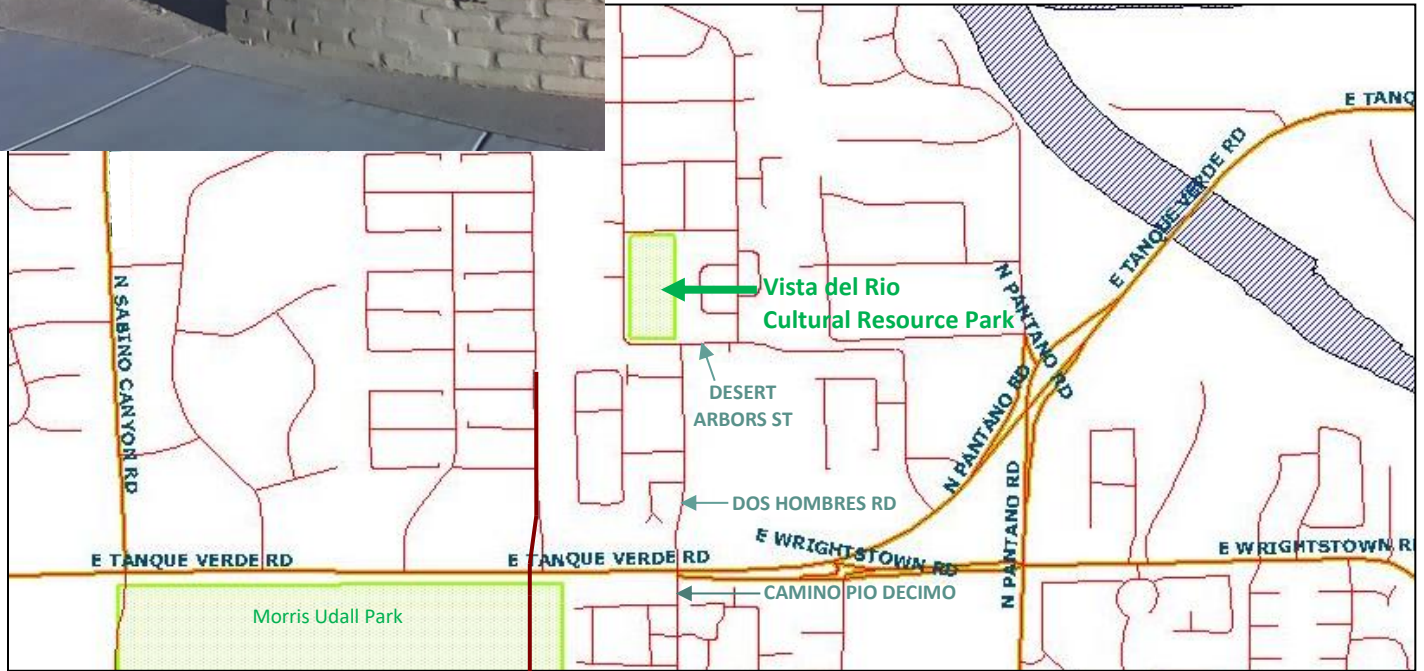 E TANQ
E TANQUE VERDE RD
N SABINO CANYON RD
Vista del Rio
Cultural Resource Park
N PANTANO RD
DESERT
ARBORS ST
N PANTANO RD
N PANTANO RD
DOS HOMBRES RD
E TANQUE VERDE RD
E TANQUE VERDE RD
E WRIGHTSTOWN RD
E WRIGHTSTOWN R
CAMINO PIO DECIMO
Morris Udall Park